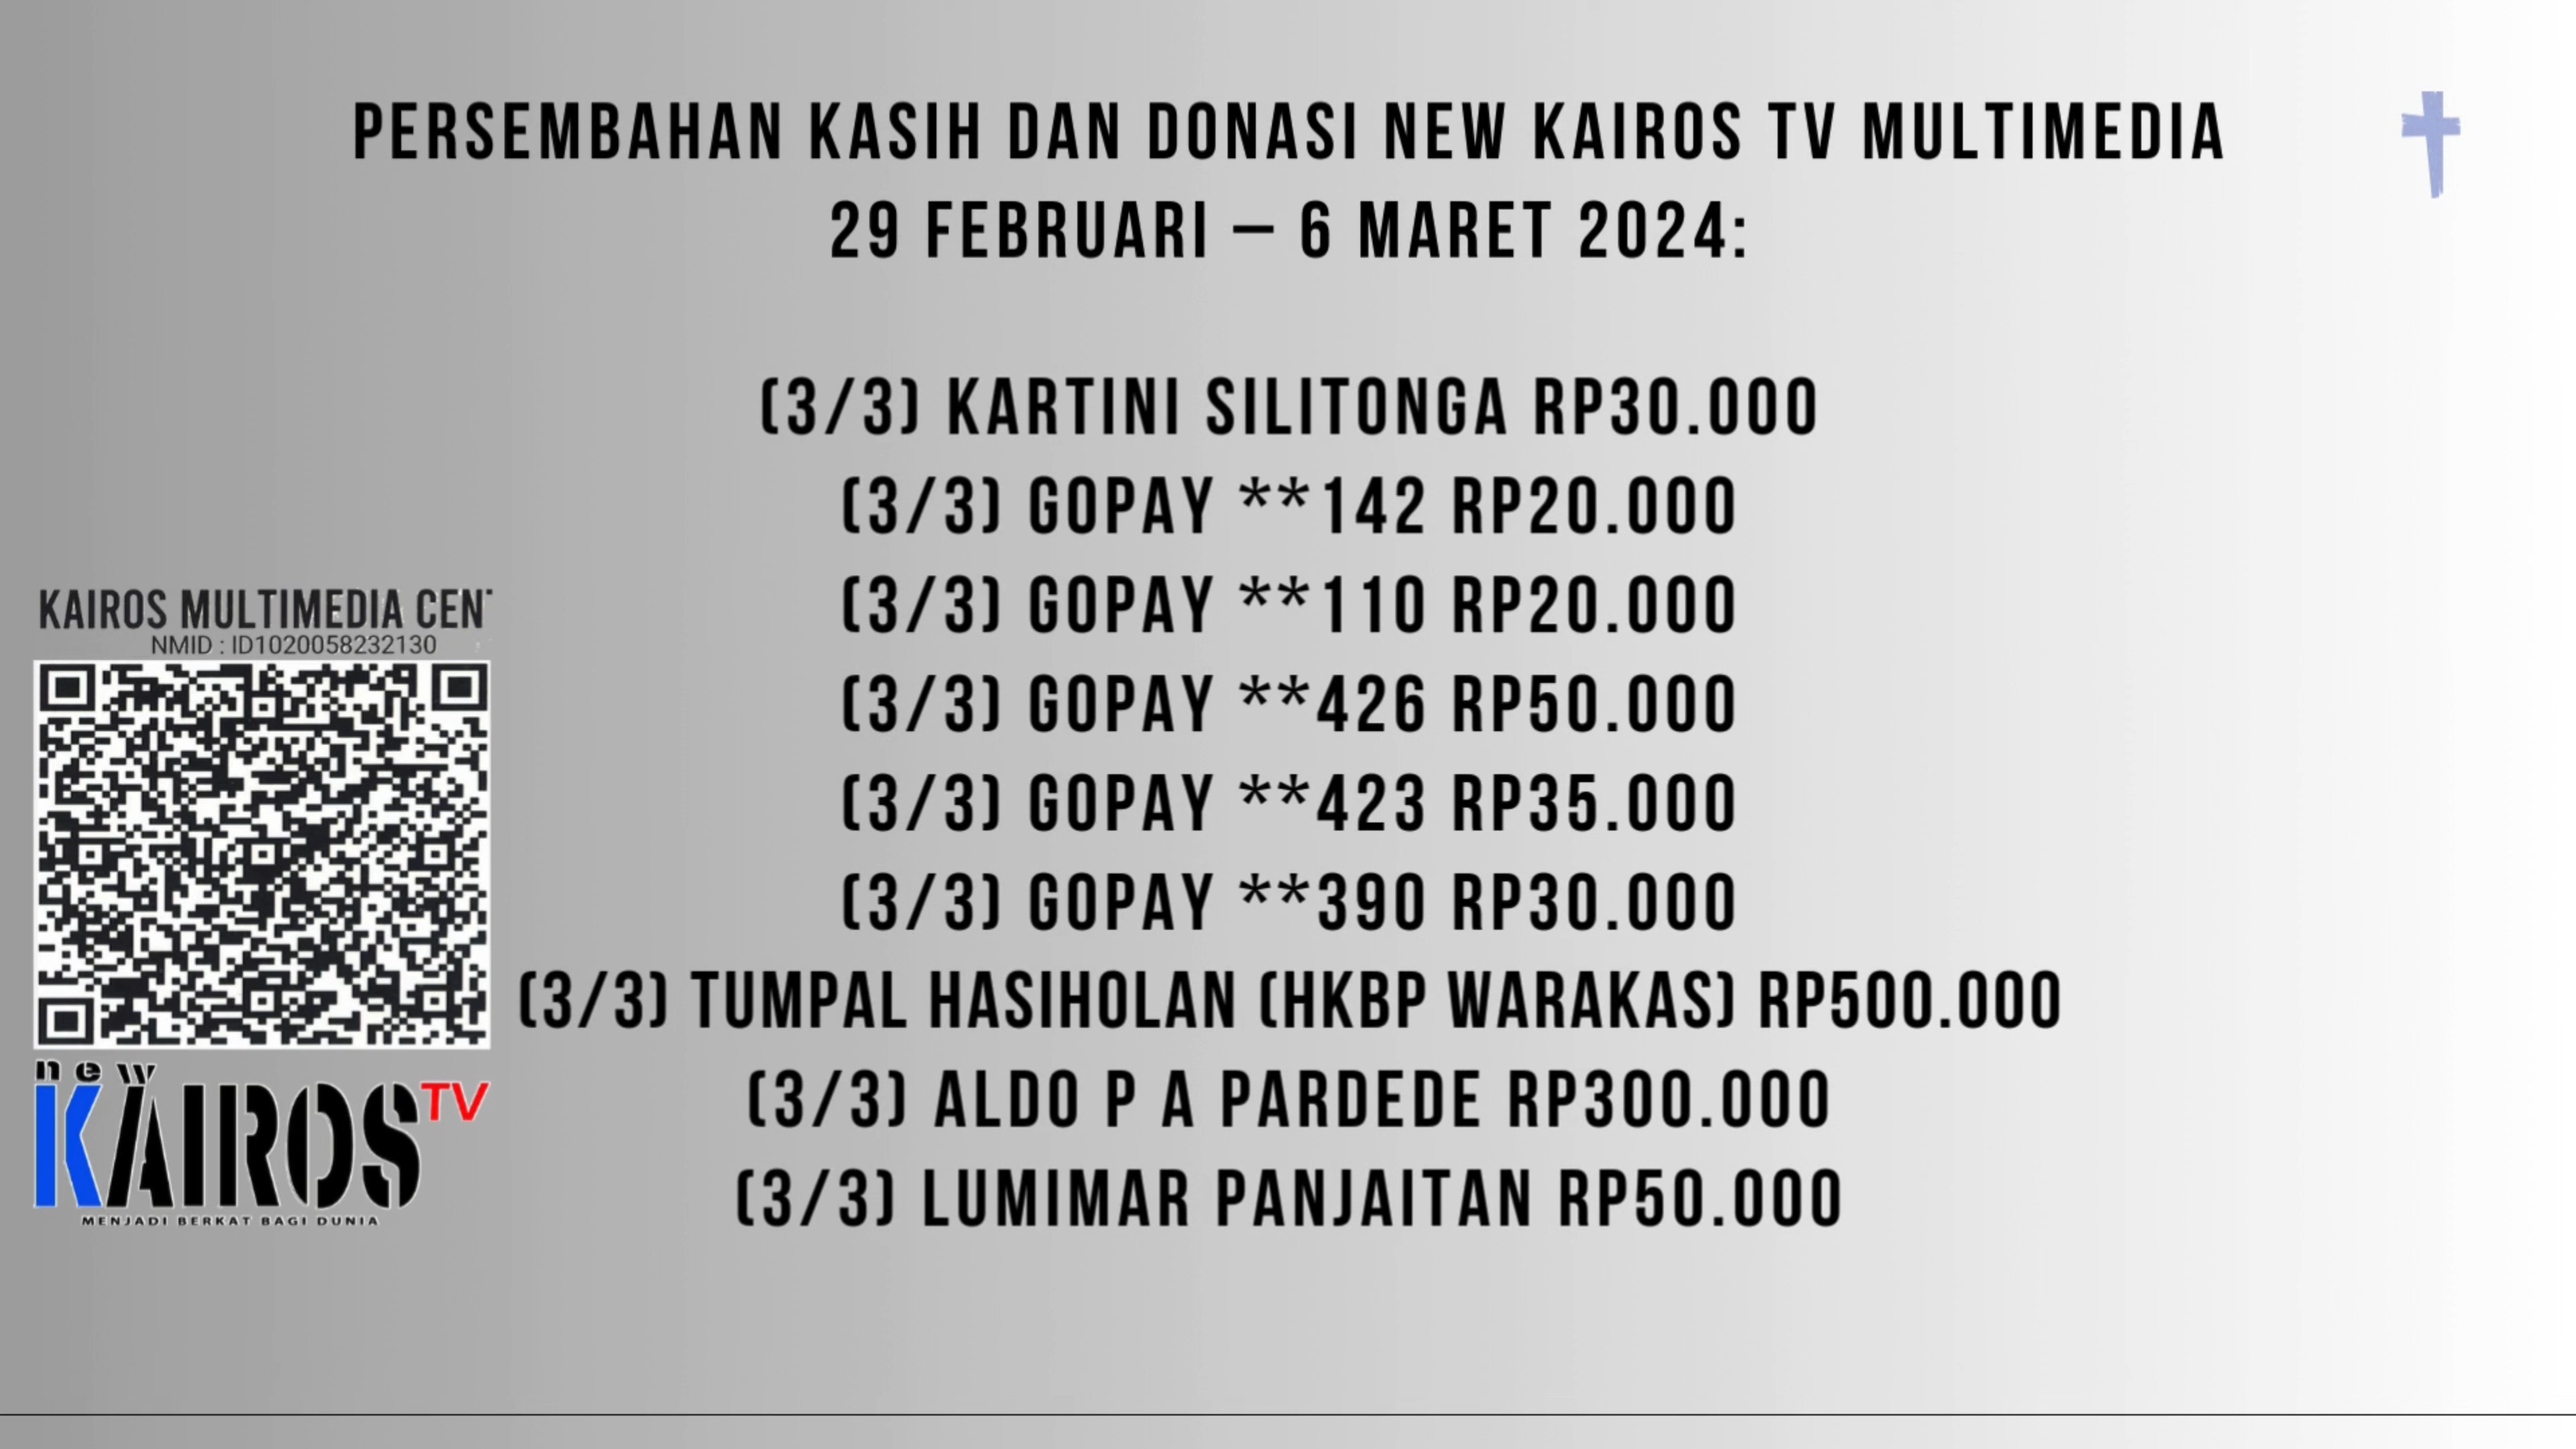 PERSEMBAHAN KASIH DAN DONASI NEW KAIROS TV MULTIMEDIA
29 FEBRUARI – 6 MARET 2024:
(3/3) KARTINI SILITONGA RP30.000
(3/3) GOPAY **142 RP20.000
(3/3) GOPAY **110 RP20.000
(3/3) GOPAY **426 RP50.000
(3/3) GOPAY **423 RP35.000
(3/3) GOPAY **390 RP30.000
(3/3) TUMPAL HASIHOLAN (HKBP WARAKAS) RP500.000
(3/3) ALDO P A PARDEDE RP300.000
(3/3) LUMIMAR PANJAITAN RP50.000
KAIROS MULTIMEDIA CEN
NMID : ID1020058232130
new
KAIROS TV
MENJADI BERKAT BAGI DUNIA